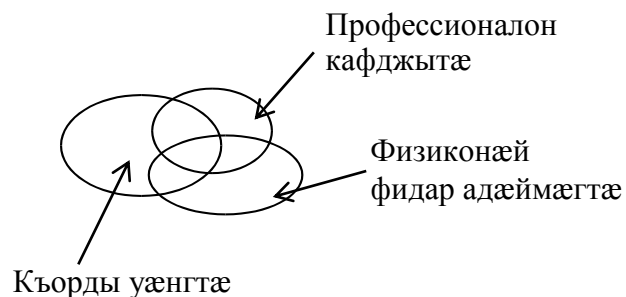 Профессионалон
кафджытæ
Физиконæй
фидар адæймæгтæ
Къорды уæнгтæ